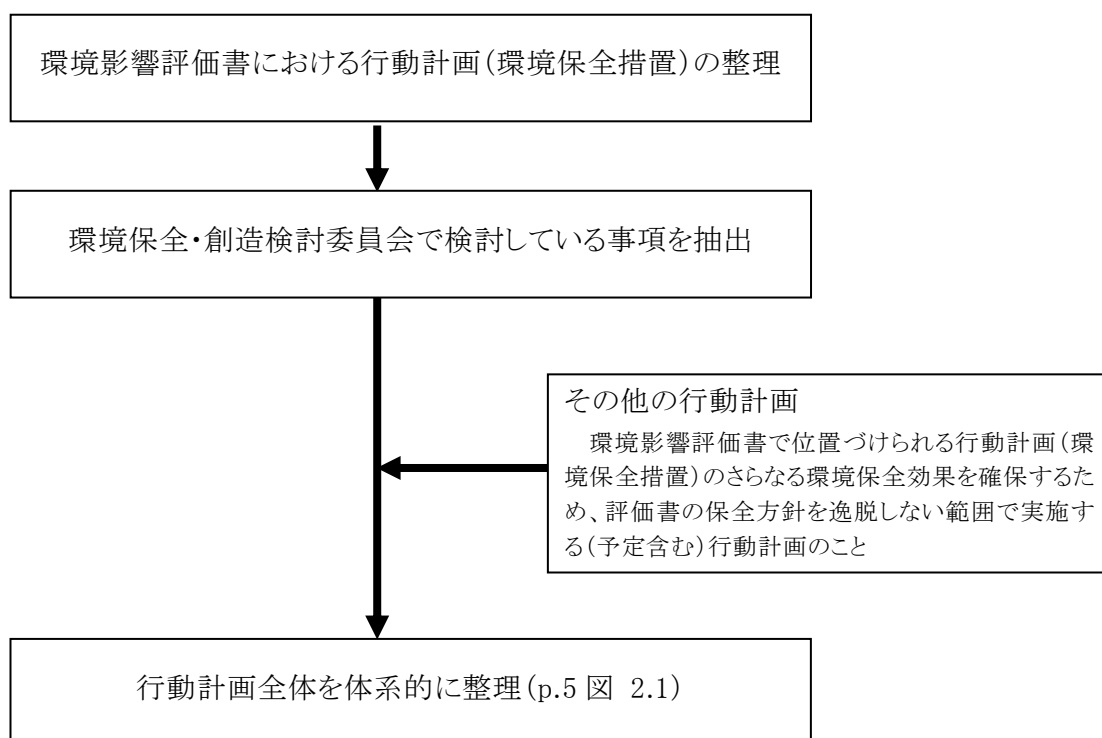 環境影響評価書における行動計画(環境保全措置)の整理
環境保全・創造検討委員会で検討している事項を抽出
その他の行動計画
環境影響評価書で位置づけられる行動計画(環
境保全措置)のさらなる環境保全効果を確保するた
め、評価書の保全方針を逸脱しない範囲で実施す
る(予定含む)行動計画のこと
行動計画全体を体系的に整理(p.5 図 2.1)